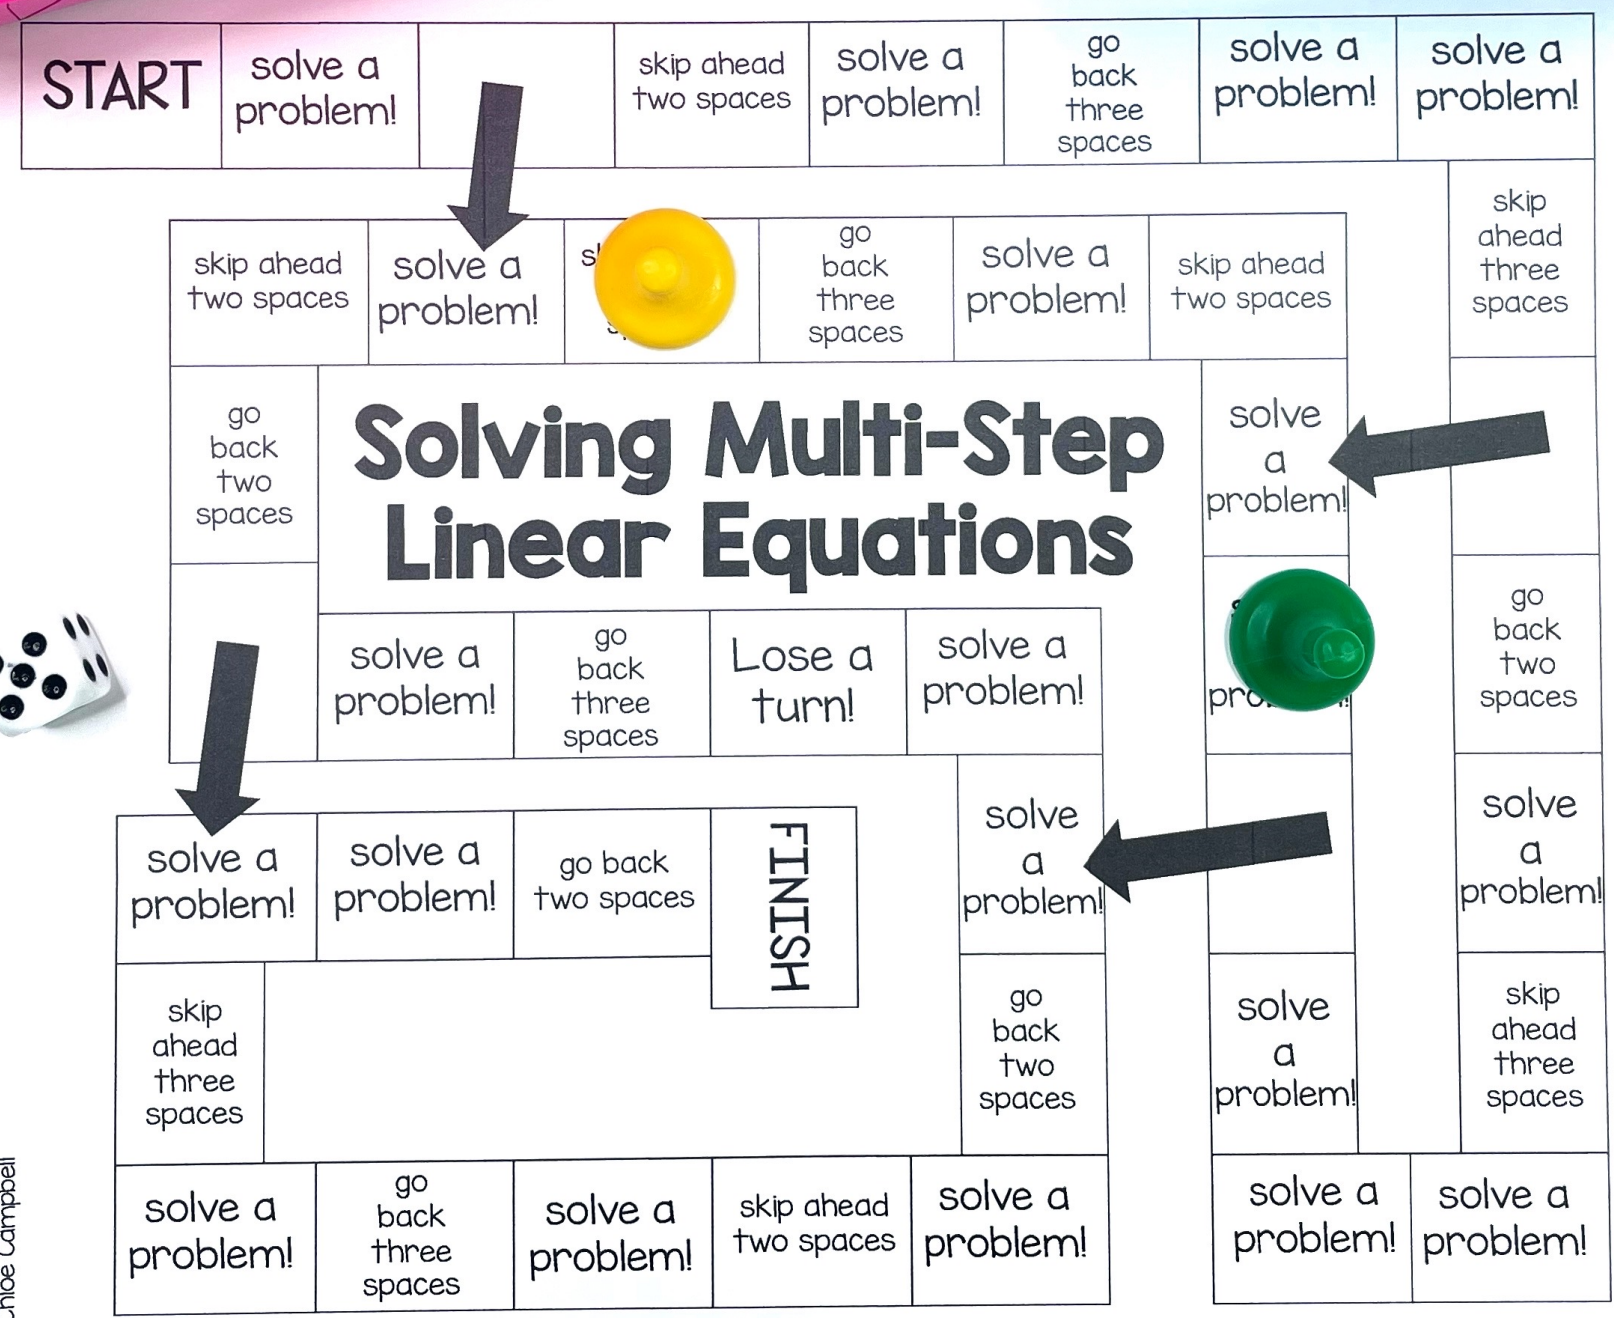 START
solve a
problem!
skip ahead
two spaces
solve a
problem!
go
back
three
spaces
solve a
problem!
solve a
problem!
skip
ahead
three
spaces
go
back
two
spaces
solve
a
problem!
skip
ahead
three
spaces
solve a
problem!
solve a
problem!
solve
a
problem!
solve
a
problem!
skip ahead
two spaces
solve a
problem!
go
back
three
spaces
solve a
problem!
skip ahead
two spaces
go
back
two
spaces
Solving Multi-Step
Linear Equations
solve a
problem!
go
back
three
spaces
Lose a
turn!
solve a
problem!
solve
a
problem!
go
back
two
spaces
solve a
problem!
skip ahead
two spaces
solve a
problem!
go
back
three
spaces
solve a
problem!
skip
ahead
three
spaces
solve a
problem!
solve a
problem!
go back
two spaces
FINISH
Campbell